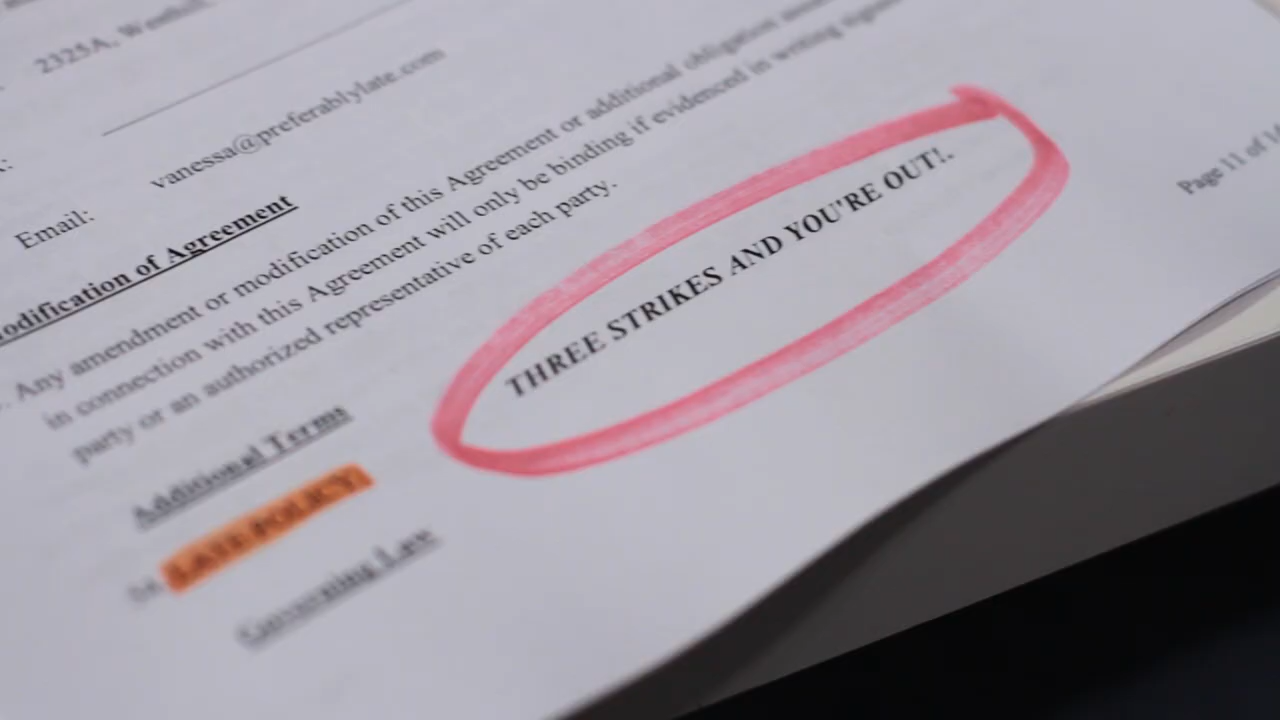 2325A, Westhill.
vanessa@preferablylate.com
Email:
Modification of Agreement
Any amendment or modification of this Agreement or additional obligation
in connection with this Agreement will only be binding if evidenced in writing
party or an authorized representative of each party.
Additional Terms
LATE POLICY:
THREE STRIKES AND YOU'RE OUT!.
Governing Law
Page 11 of